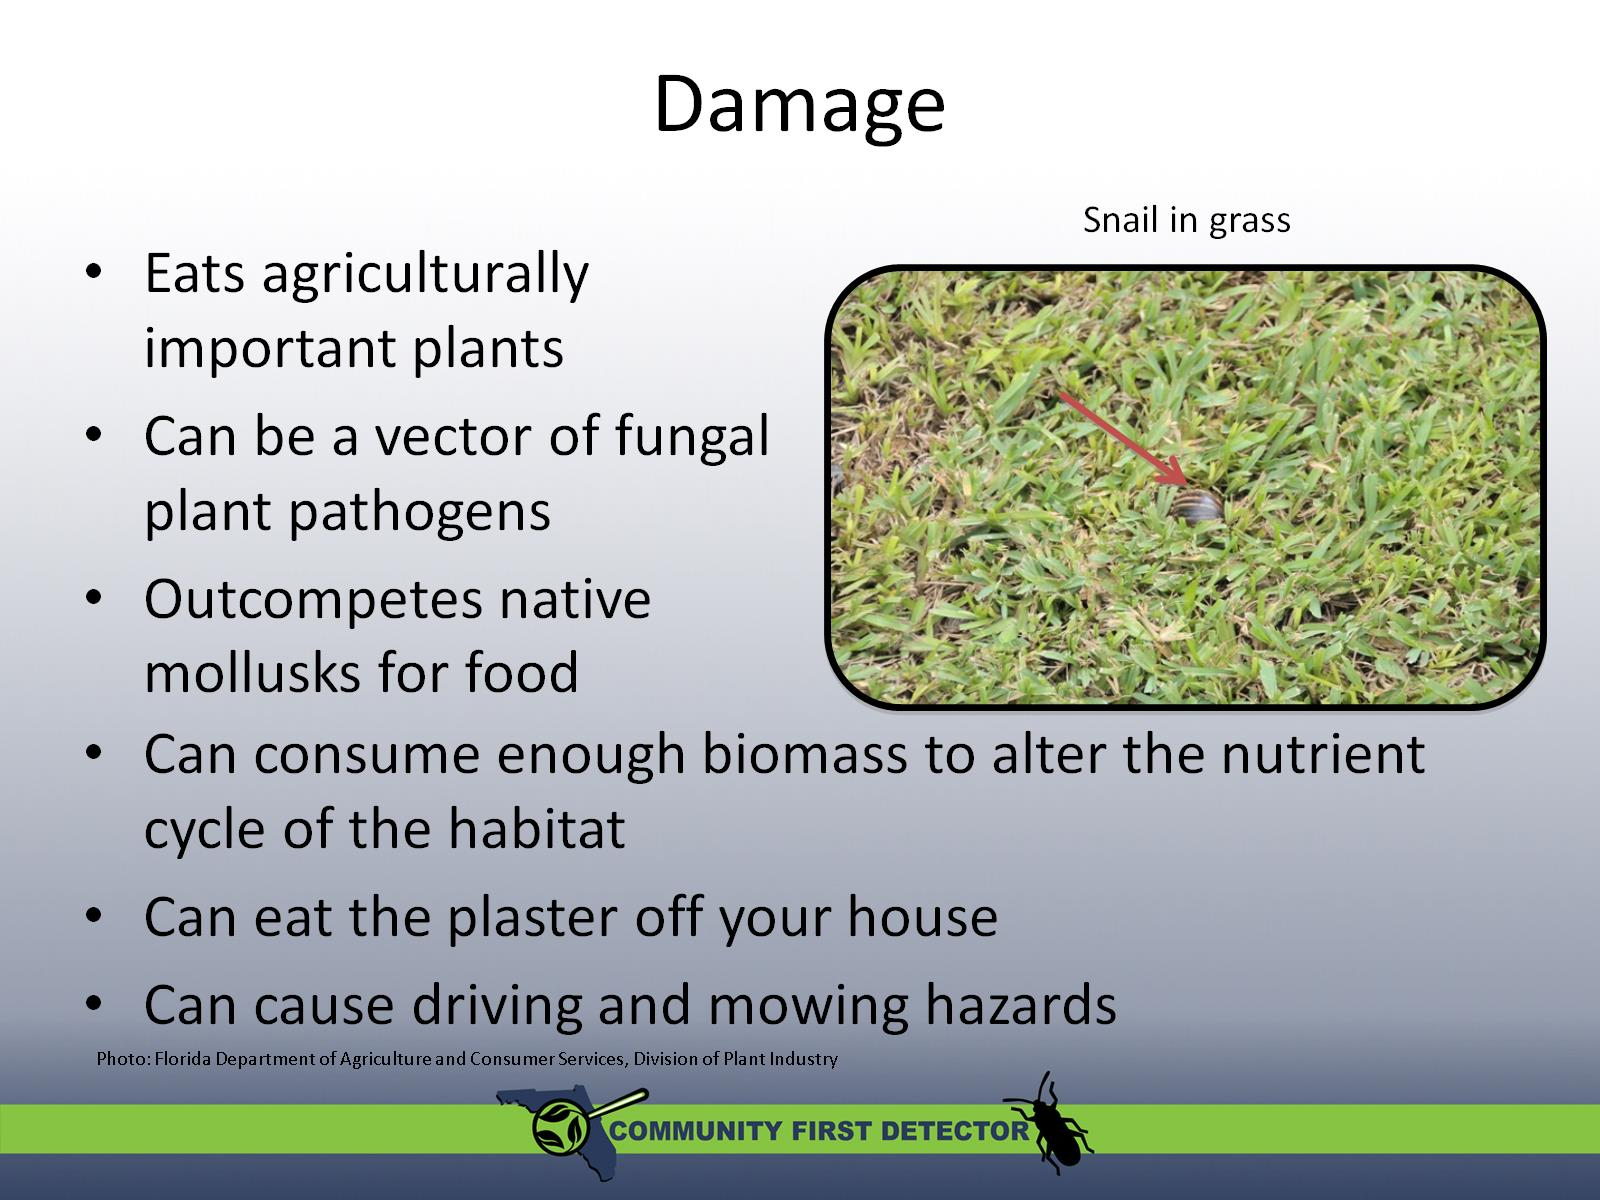 Damage
Snail in grass
• Eats agriculturally
important plants
• Can be a vector of fungal
plant pathogens
• Outcompetes native
mollusks for food
• Can consume enough biomass to alter the nutrient
cycle of the habitat
• Can eat the plaster off your house
• Can cause driving and mowing hazards
Photo: Florida Department of Agriculture and Consumer Services, Division of Plant Industry
COMMUNITY FIRST DETECTOR